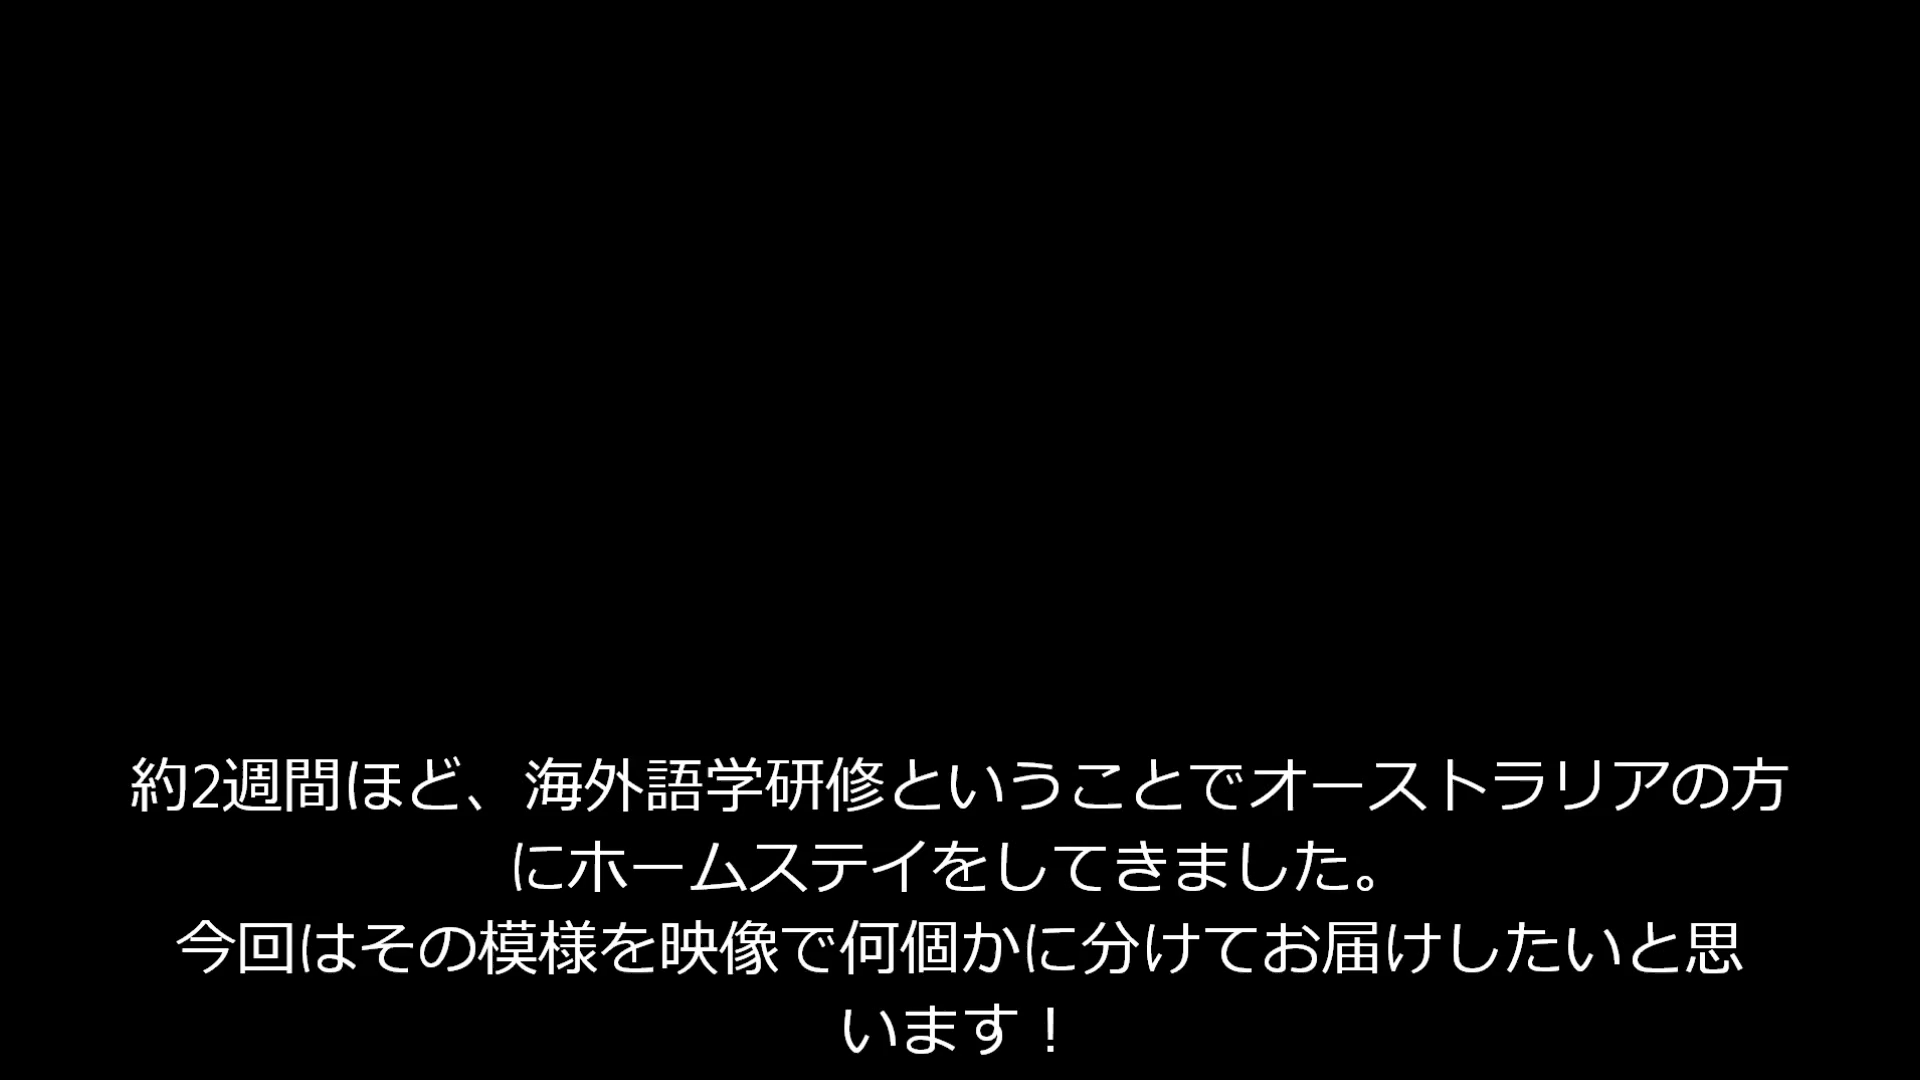 約2週間ほど、海外語学研修ということでオーストラリアの方
にホームステイをしてきました。
今回はその模様を映像で何個かに分けてお届けしたいと思
います！